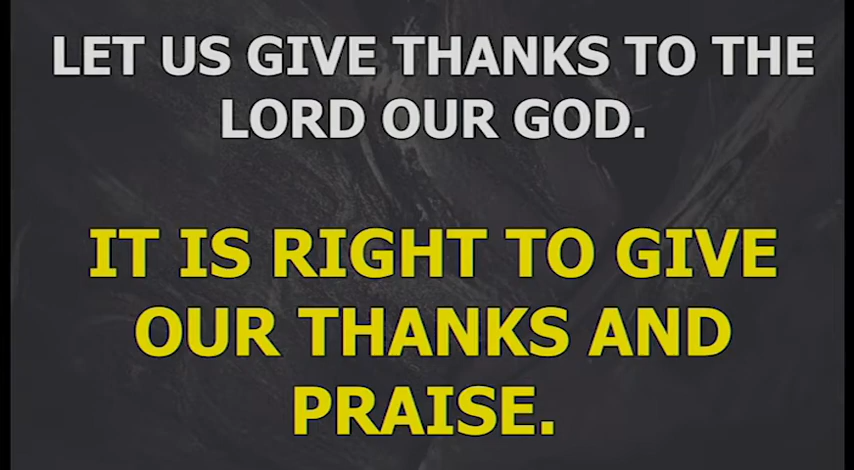 LET US GIVE THANKS TO THE
LORD OUR GOD.
IT IS RIGHT TO GIVE
OUR THANKS AND
PRAISE.